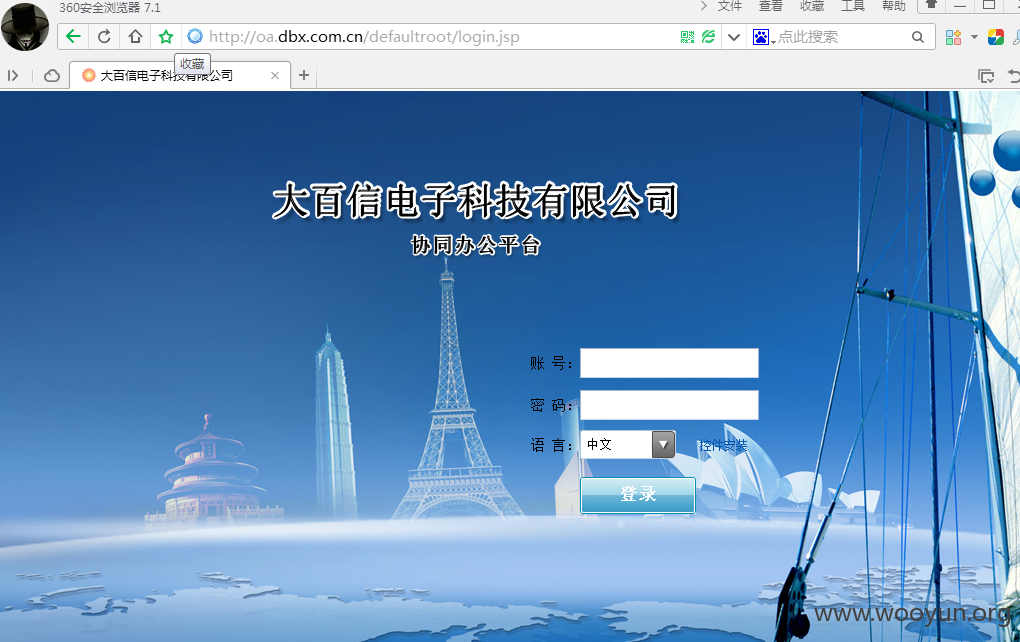 360安全浏览器 7.1
文件 查看 收藏 工具 帮助
http://oa.dbx.com.cn/defaultroot/login.jsp
点此搜索
收藏
大百信电子科技有限公司
大百信电子科技有限公司
协同办公平台
账 号：
密 码：
语 言： 中文 控件安装
登录
www.wooyun.org